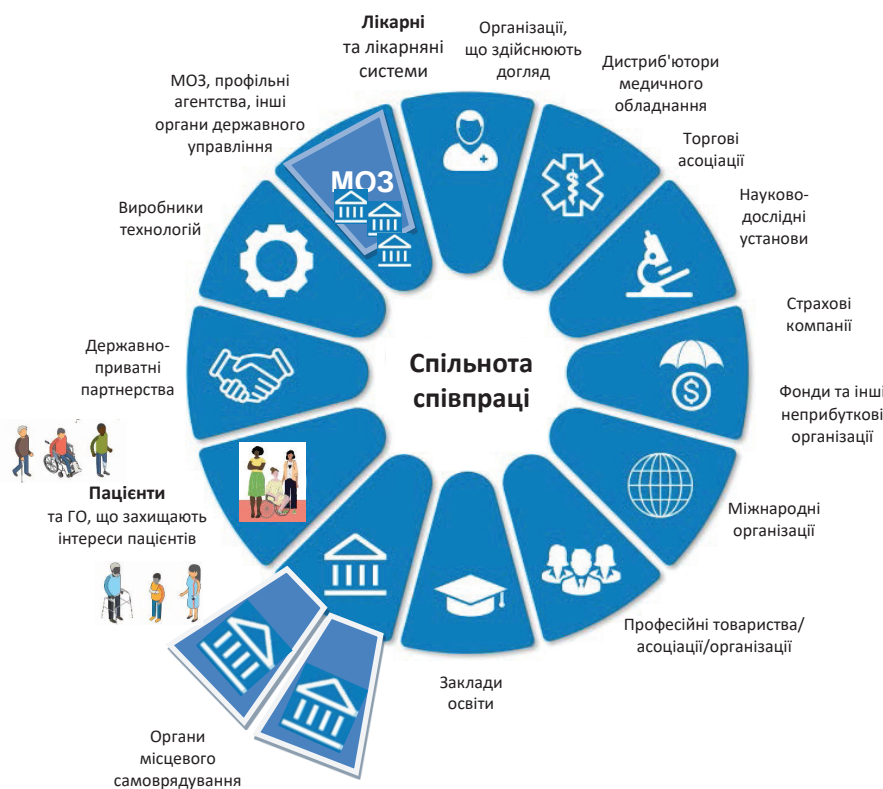 Лікарні
та лікарняні
системи
Організації,
що здійснюють
догляд
Дистриб'ютори
медичного
обладнання
Торгові
асоціації
Науково-
дослідні
установи
Страхові
компанії
Фонди та інші
неприбуткові
організації
Міжнародні
організації
Професійні товариства/
асоціації/організації
Заклади
освіти
Органи
місцевого
самоврядування
Пацієнти
та ГО, що захищають
інтереси пацієнтів
Державно-
приватні
партнерства
Виробники
технологій
МОЗ, профільні
агентства, інші
органи державного
управління
МОЗ
Спільнота
співпраці